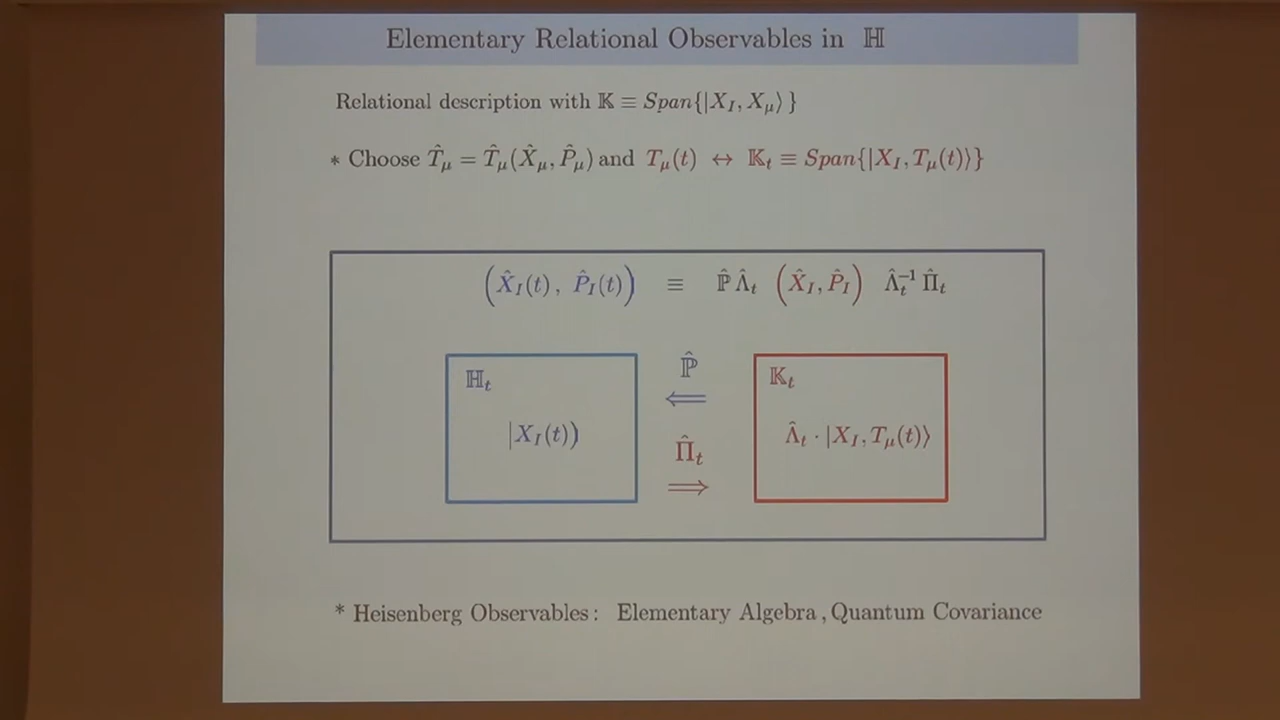 Elementary Relational Observables in ℍ
Relational description with 𝕂 ≡ Span{|X_I, X_μ⟩}
* Choose T̂_μ = T̂_μ(X̂_μ, P̂_μ) and T_μ(t) ↔ 𝕂_t ≡ Span{|X_I, T_μ(t)⟩}
(X̂_I(t), P̂_I(t)) ≡ ℙ̂ Λ̂_t (X̂_I, P̂_I) Λ̂_t⁻¹ Π̂_t
ℍ_t
|X_I(t))
ℙ̂
⇐
Π̂_t
⇒
𝕂_t
Λ̂_t · |X_I, T_μ(t)⟩
* Heisenberg Observables: Elementary Algebra, Quantum Covariance